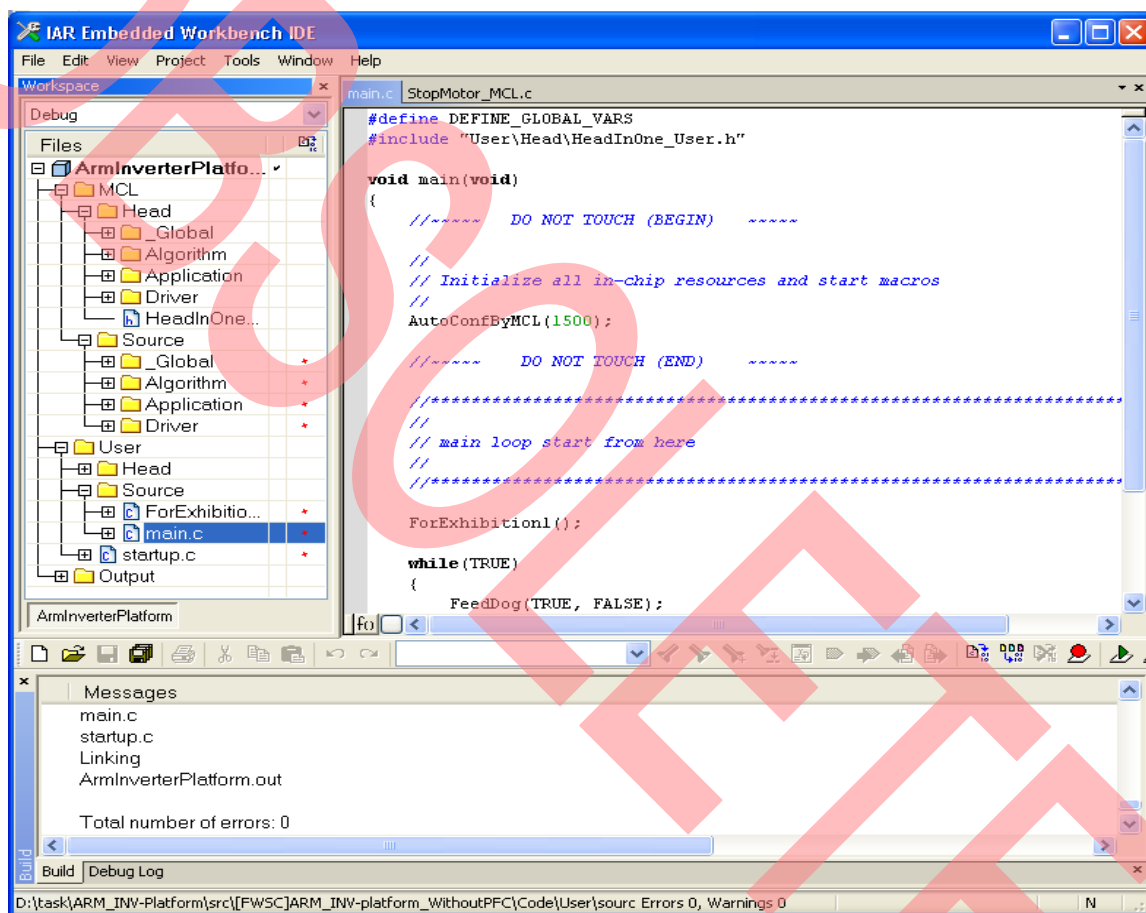 IAR Embedded Workbench IDE
File Edit View Project Tools Window Help
Workspace
Debug
Files
ArmInverterPlatfo...
MCL
Head
_Global
Algorithm
Application
Driver
HeadInOne...
Source
_Global
Algorithm
Application
Driver
User
Head
Source
ForExhibitio...
main.c
startup.c
Output
ArmInverterPlatform
main.c StopMotor_MCL.c
#define DEFINE_GLOBAL_VARS
#include "User\Head\HeadInOne_User.h"
void main(void)
{
//~~~~~ DO NOT TOUCH (BEGIN) ~~~~~
//
// Initialize all in-chip resources and start macros
//
AutoConfByMCL(1500);
//~~~~~ DO NOT TOUCH (END) ~~~~~
//**********************************************************************
//
// main loop start from here
//
//**********************************************************************
ForExhibition1();
while(TRUE)
{
FeedDog(TRUE, FALSE);
fo
Messages
main.c
startup.c
Linking
ArmInverterPlatform.out
Total number of errors: 0
Build
Build Debug Log
D:\task\ARM_INV-Platform\src\[FWSC]ARM_INV-platform_WithoutPFC\Code\User\sourc Errors 0, Warnings 0 N
OBSOLETE